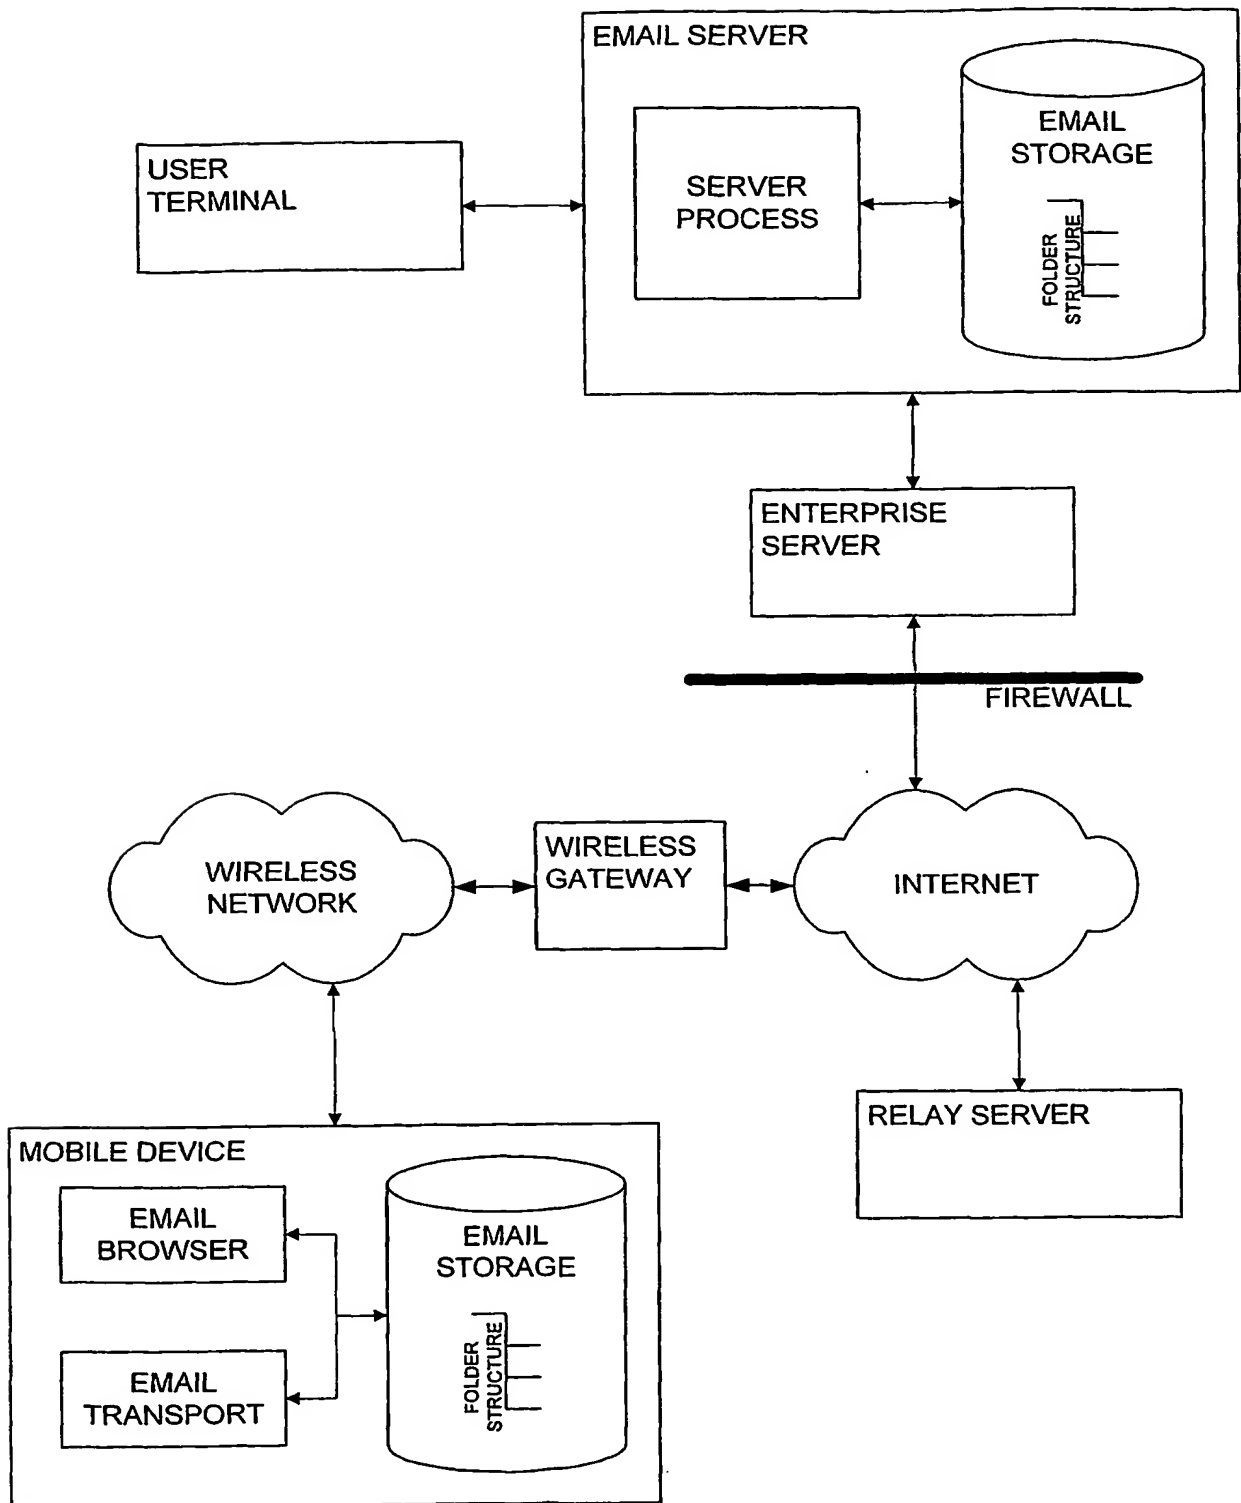 EMAIL SERVER
EMAIL
STORAGE
USER
TERMINAL
SERVER
PROCESS
FOLDER
STRUCTURE
ENTERPRISE
SERVER
FIREWALL
WIRELESS
NETWORK
WIRELESS
GATEWAY
INTERNET
RELAY SERVER
MOBILE DEVICE
EMAIL
BROWSER
EMAIL
STORAGE
EMAIL
TRANSPORT
FOLDER
STRUCTURE